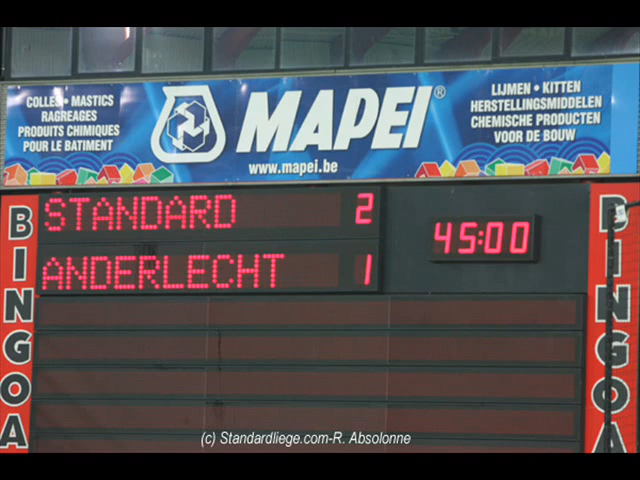 COLLES • MASTICS
RAGREAGES
PRODUITS CHIMIQUES
POUR LE BATIMENT
MAPEI®
www.mapei.be
LIJMEN • KITTEN
HERSTELLINGSMIDDELEN
CHEMISCHE PRODUCTEN
VOOR DE BOUW
BINGOA
STANDARD 2
ANDERLECHT 1
45:00
BINGOA
(c) Standardliege.com-R. Absolonne